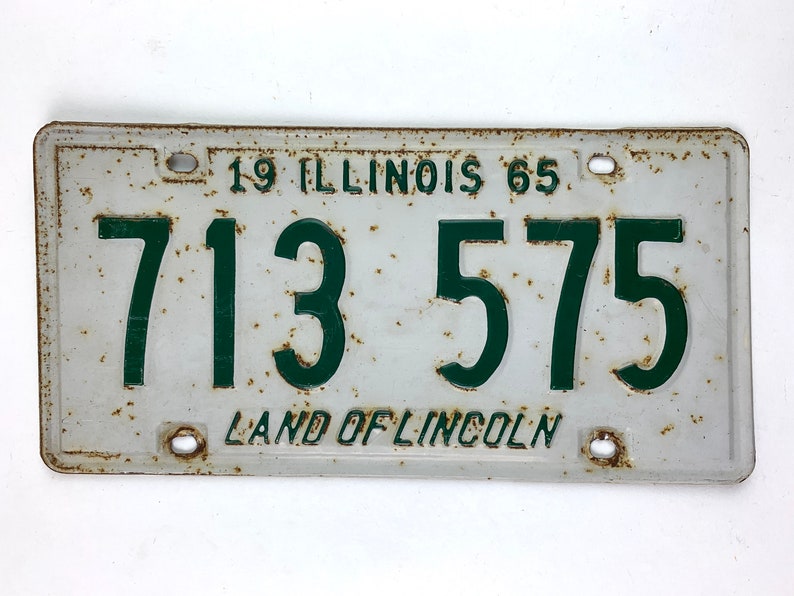 19 ILLINOIS 65
713 575
LAND OF LINCOLN